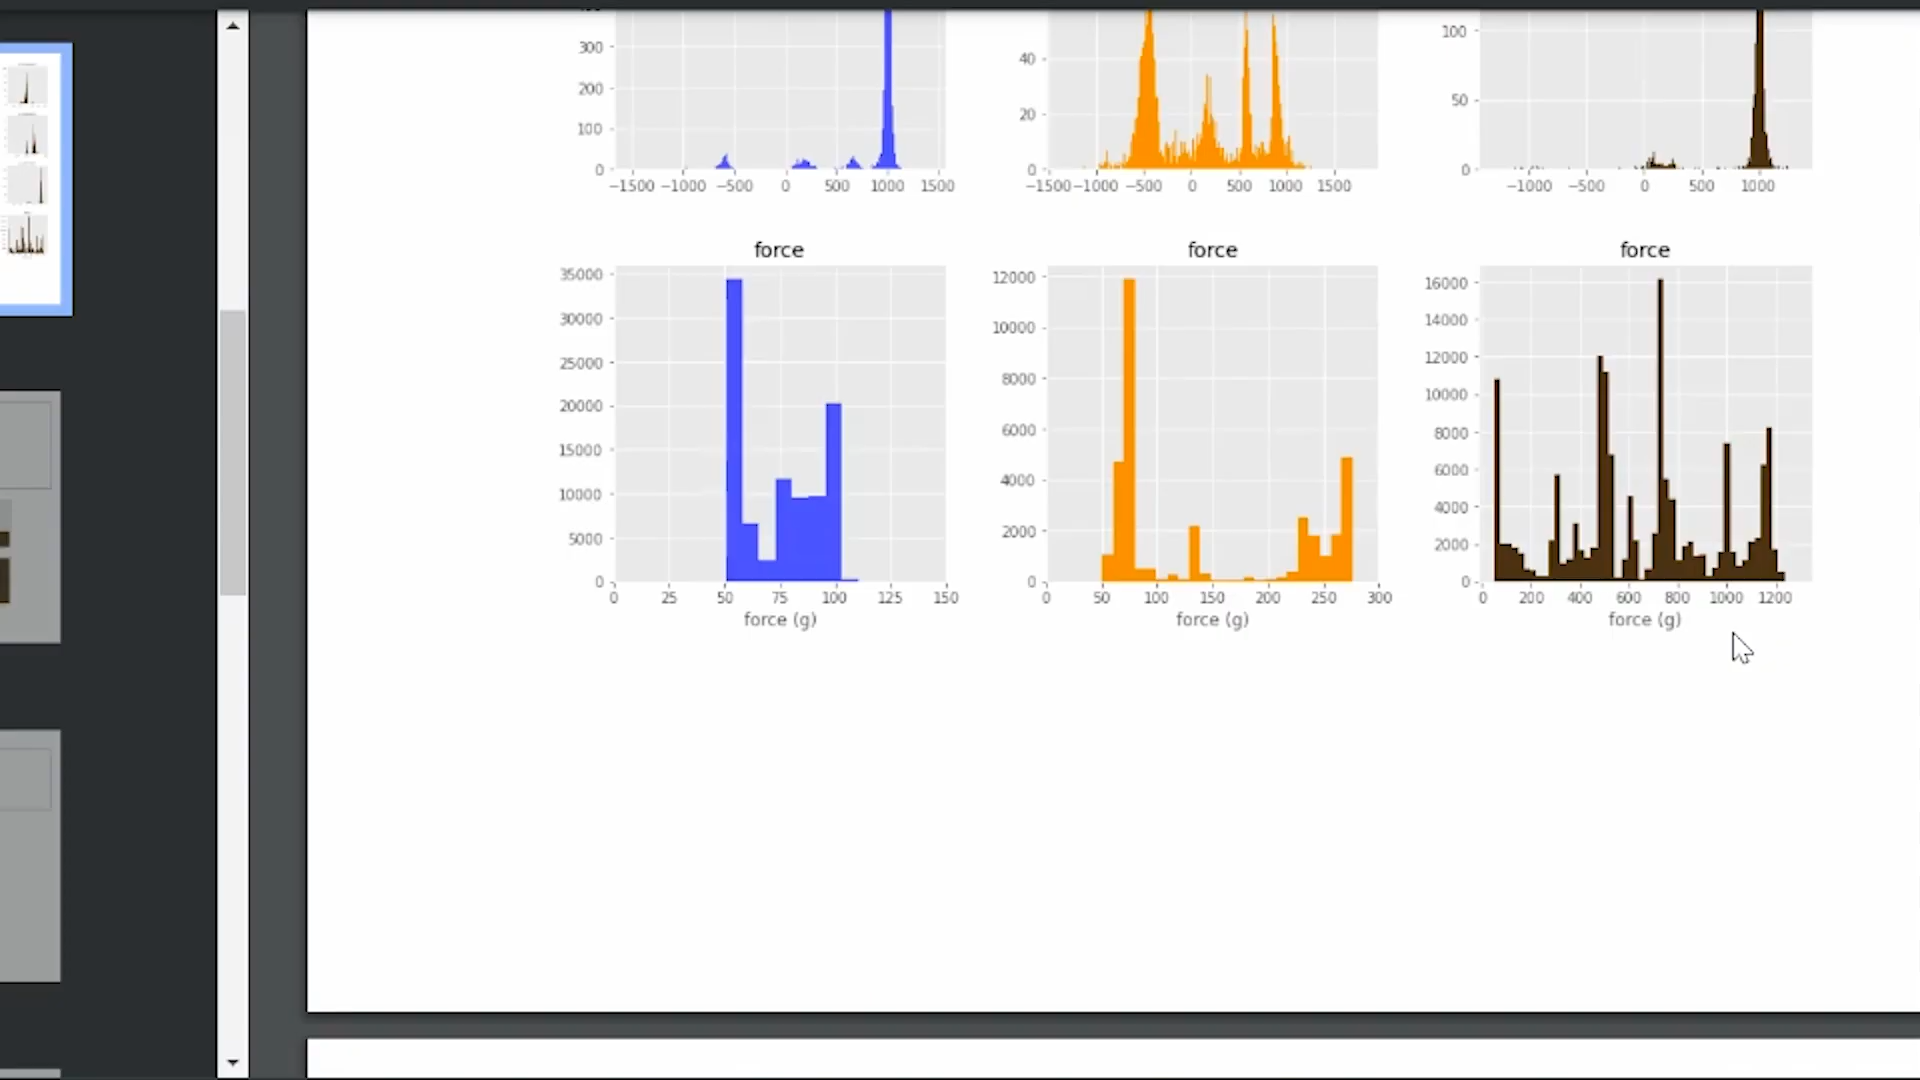 300
200
100
0
−1500 −1000 −500 0 500 1000 1500
40
20
0
−1500 −1000 −500 0 500 1000 1500
100
50
0
−1000 −500 0 500 1000
force
35000
30000
25000
20000
15000
10000
5000
0
0 25 50 75 100 125 150
force (g)
force
12000
10000
8000
6000
4000
2000
0
0 50 100 150 200 250 300
force (g)
force
16000
14000
12000
10000
8000
6000
4000
2000
0
0 200 400 600 800 1000 1200
force (g)